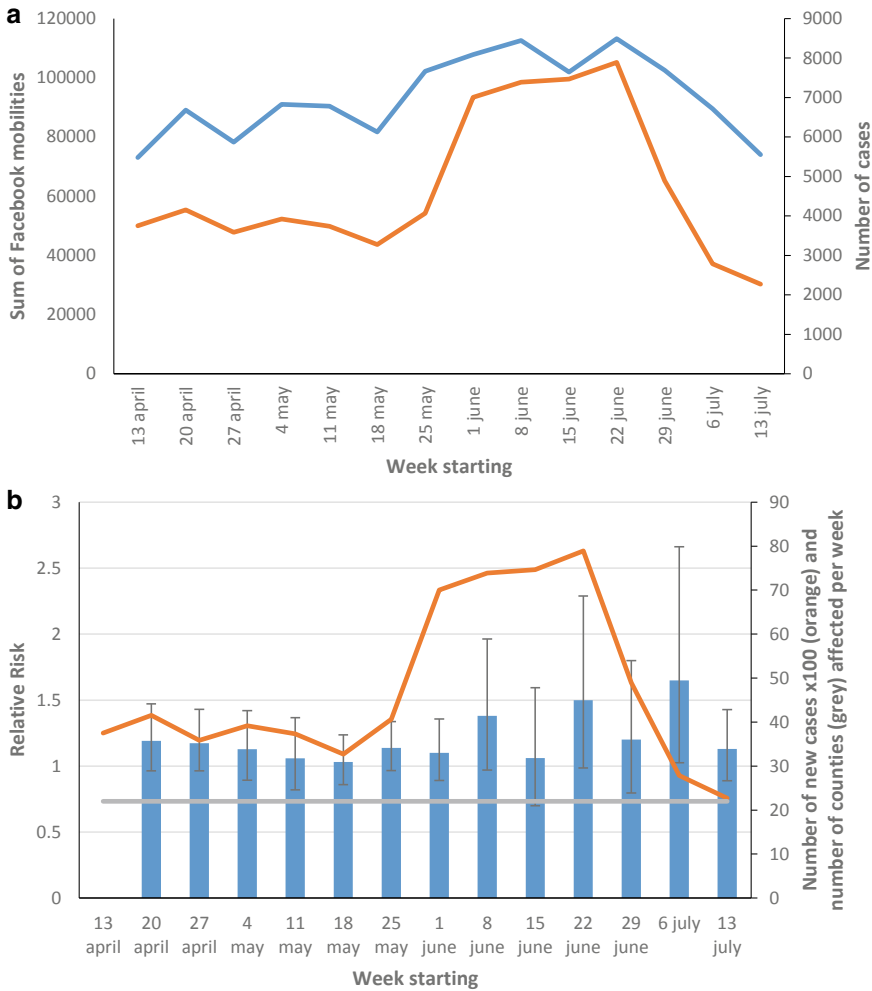 a
Sum of Facebook mobilities
120000
100000
80000
60000
40000
20000
0
9000
8000
7000
6000
5000
4000
3000
2000
1000
0
Number of cases
13 april
20 april
27 april
4 may
11 may
18 may
25 may
1 june
8 june
15 june
22 june
29 june
6 july
13 july
Week starting
b
Relative Risk
3
2.5
2
1.5
1
0.5
0
90
80
70
60
50
40
30
20
10
0
Number of new cases x100 (orange) and
number of counties (grey) affected per week
13 20 27 4 11 18 25 1 8 15 22 29 6 july 13
april april april may may may may june june june june june july
Week starting